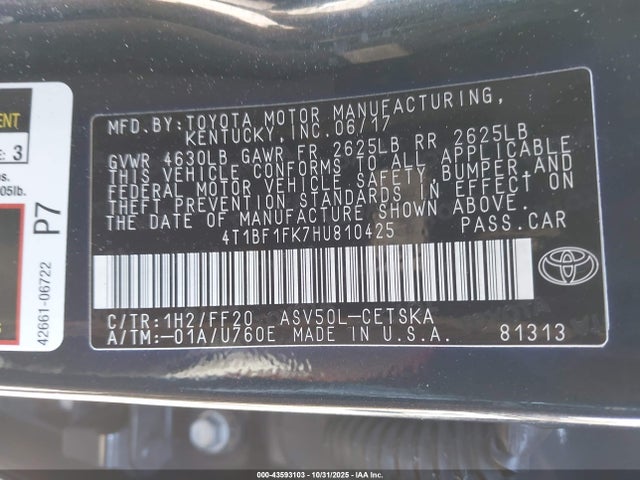 ENT
E: 3
s.
05lb.
S
42661-06722
P7
MFD.BY:TOYOTA MOTOR MANUFACTURING,
KENTUCKY,INC.06/17
GVWR 4630LB GAWR FR 2625LB RR 2625LB
THIS VEHICLE CONFORMS TO ALL APPLICABLE
FEDERAL MOTOR VEHICLE SAFETY,BUMPER,AND
THEFT PREVENTION STANDARDS IN EFFECT ON
THE DATE OF MANUFACTURE SHOWN ABOVE.
4T1BF1FK7HU810425 PASS.CAR
C/TR:1H2/FF20 ASV50L-CETSKA
A/TM:-01A/U760E MADE IN U.S.A. 81313
000-43593103 | 10/31/2025 | IAA Inc.